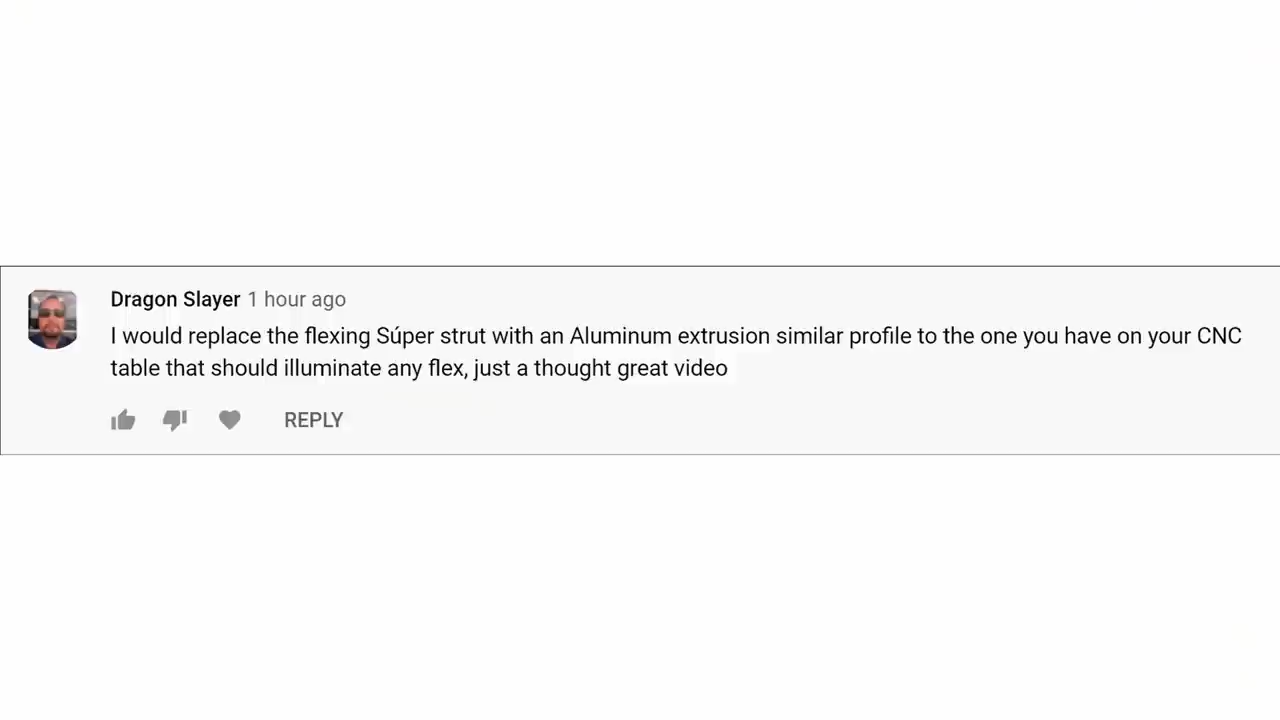 Dragon Slayer 1 hour ago
I would replace the flexing Súper strut with an Aluminum extrusion similar profile to the one you have on your CNC
table that should illuminate any flex, just a thought great video
REPLY